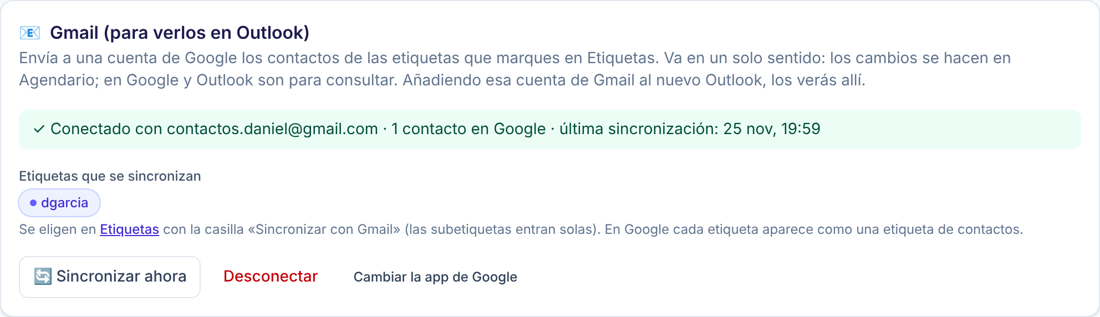 Gmail (para verlos en Outlook)
Envía a una cuenta de Google los contactos de las etiquetas que marques en Etiquetas. Va en un solo sentido: los cambios se hacen en
Agendario; en Google y Outlook son para consultar. Añadiendo esa cuenta de Gmail al nuevo Outlook, los verás allí.
✓ Conectado con contactos.daniel@gmail.com · 1 contacto en Google · última sincronización: 25 nov, 19:59
Etiquetas que se sincronizan
dgarcia
Se eligen en Etiquetas con la casilla «Sincronizar con Gmail» (las subetiquetas entran solas). En Google cada etiqueta aparece como una etiqueta de contactos.
Sincronizar ahora Desconectar Cambiar la app de Google